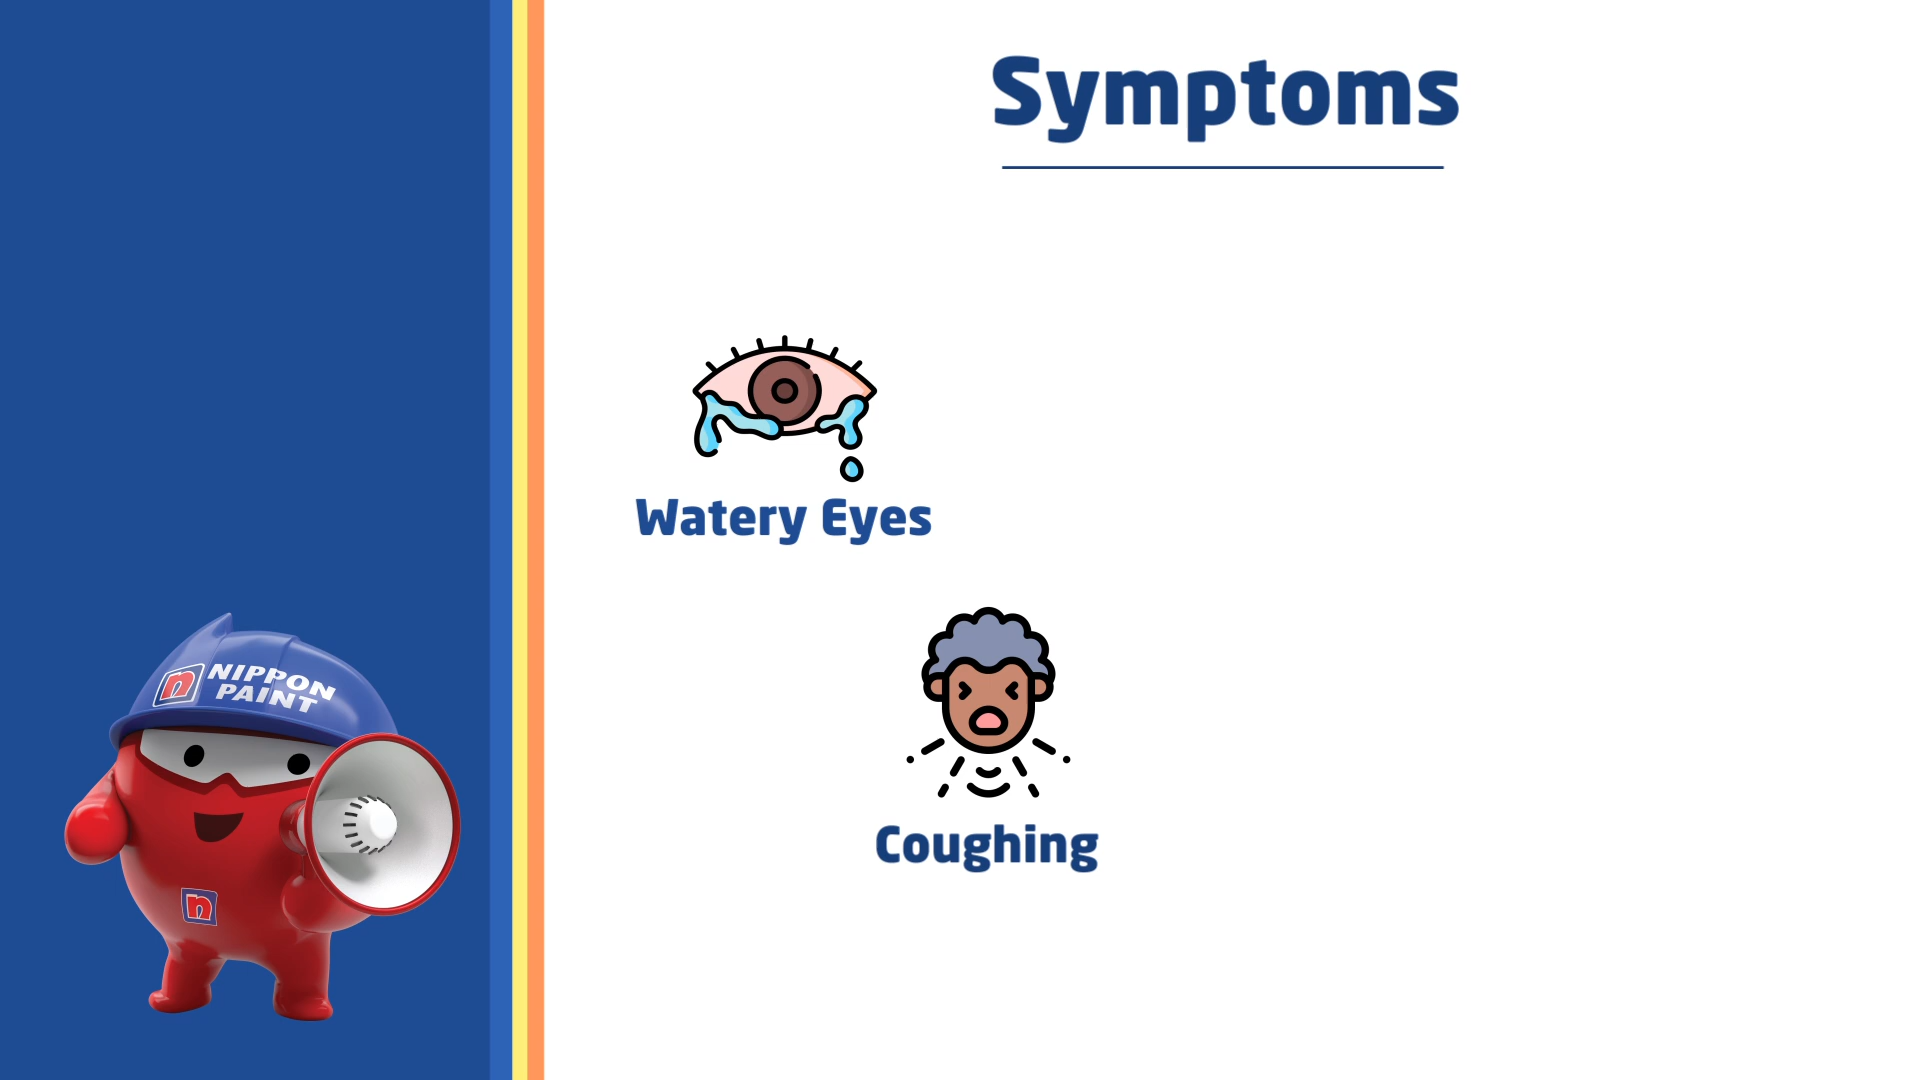 Symptoms
Watery Eyes
n NIPPON
PAINT
Coughing
n